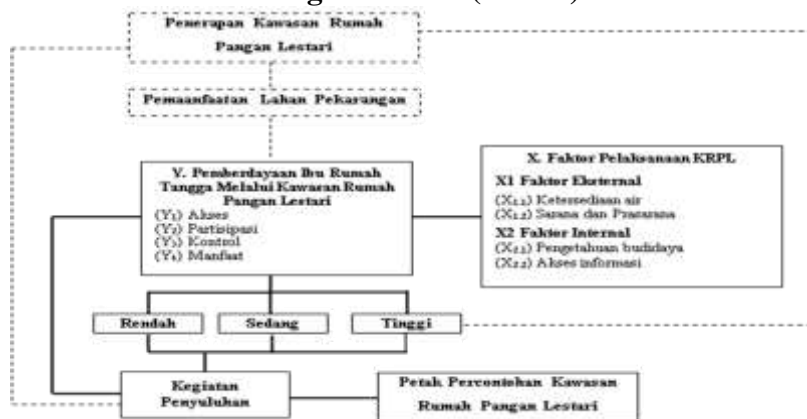 Penerapan Kawasan Rumah
Pangan Lestari
Pemaanfaatan Lahan Pekarangan
Y. Pemberdayaan Ibu Rumah
Tangga Melalui Kawasan Rumah
Pangan Lestari
(Y₁) Akses
(Y₂) Partisipasi
(Y₃) Kontrol
(Y₄) Manfaat
X. Faktor Pelaksanaan KRPL
X1 Faktor Eksternal
(X₁.₁) Ketersediaan air
(X₁.₂) Sarana dan Prasarana
X2 Faktor Internal
(X₂.₁) Pengetahuan budidaya
(X₂.₂) Akses informasi
Rendah
Sedang
Tinggi
Kegiatan
Penyuluhan
Petak Percontohan Kawasan
Rumah Pangan Lestari